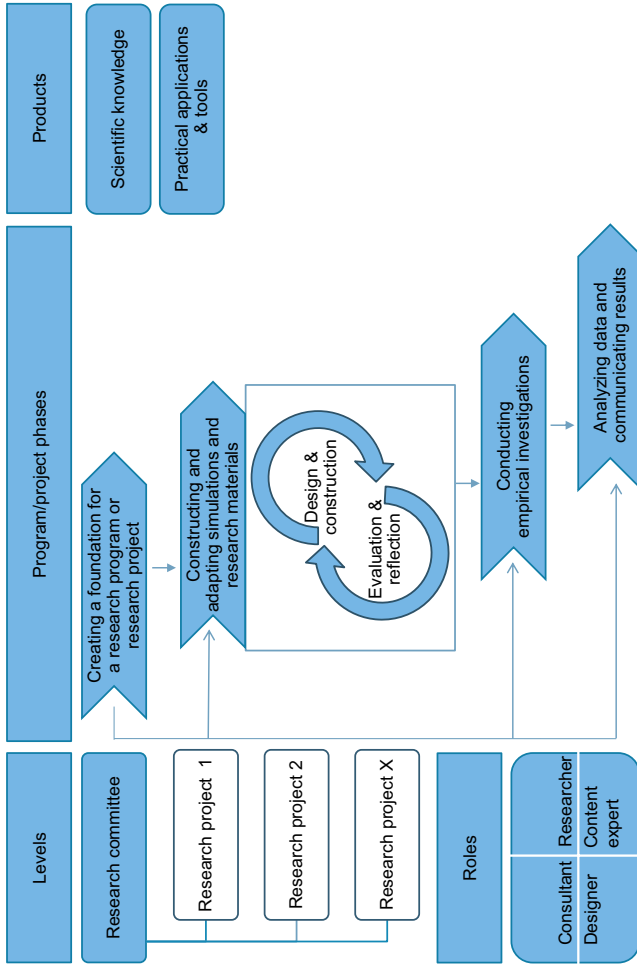 Levels
Research committee
Research project 1
Research project 2
Research project X
Roles
Consultant
Researcher
Designer
Content
expert
Program/project phases
Creating a foundation for
a research program or
research project
Constructing and
adapting simulations and
research materials
Design &
construction
Evaluation &
reflection
Conducting
empirical investigations
Analyzing data and
communicating results
Products
Scientific knowledge
Practical applications
& tools